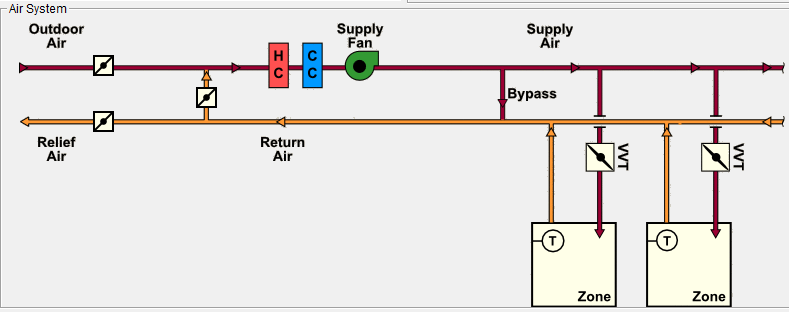 Air System
Outdoor
Air
Supply
Fan
Supply
Air
H
C
C
C
Bypass
Relief
Air
Return
Air
VVT
VVT
T
T
Zone
Zone